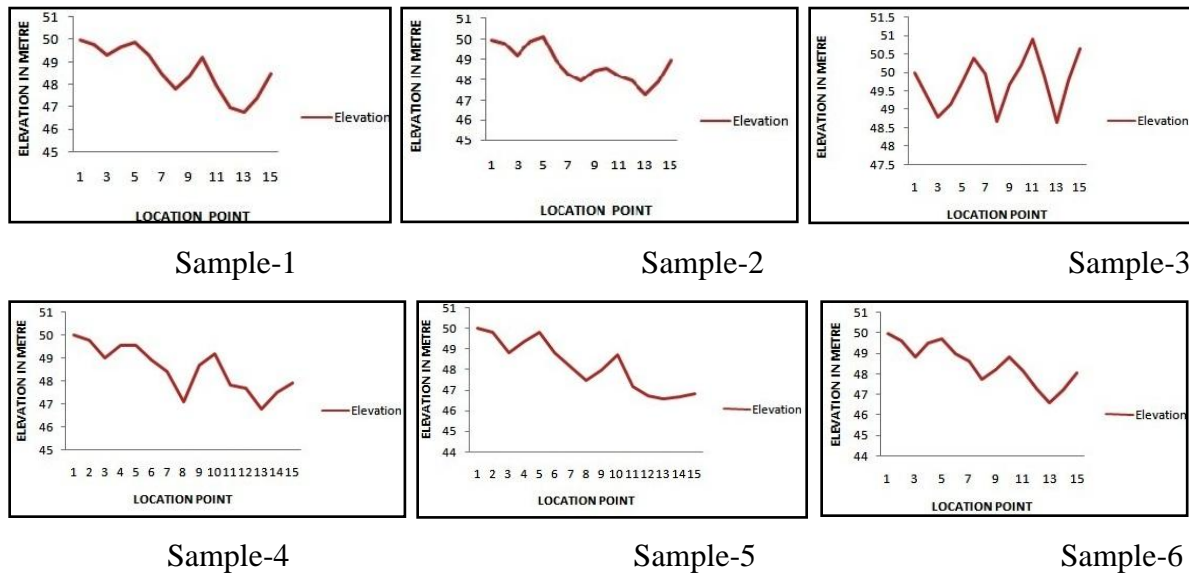 ELEVATION IN METRE
51
50
49
48
47
46
45
1 3 5 7 9 11 13 15
LOCATION POINT
Elevation
ELEVATION IN METRE
51
50
49
48
47
46
45
1 3 5 7 9 11 13 15
LOCATION POINT
Elevation
ELEVATION IN METRE
51.5
51
50.5
50
49.5
49
48.5
48
47.5
1 3 5 7 9 11 13 15
LOCATION POINT
Elevation
Sample-1 Sample-2 Sample-3
ELEVATION IN METRE
51
50
49
48
47
46
45
1 2 3 4 5 6 7 8 9 10 11 12 13 14 15
LOCATION POINT
Elevation
ELEVATION IN METRE
51
50
49
48
47
46
45
44
1 2 3 4 5 6 7 8 9 10 11 12 13 14 15
LOCATION POINT
Elevation
ELEVATION IN METRE
51
50
49
48
47
46
45
44
1 3 5 7 9 11 13 15
LOCATION POINT
Elevation
Sample-4 Sample-5 Sample-6